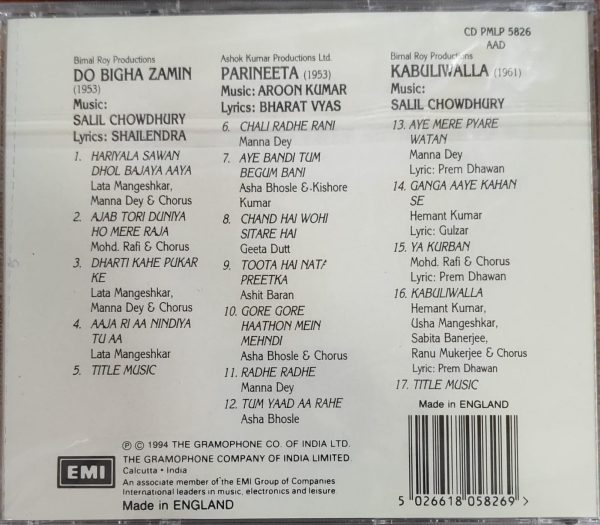 CD PMLP 5826
AAD
Bimal Roy Productions
DO BIGHA ZAMIN
(1953)
Music:
SALIL CHOWDHURY
Lyrics: SHAILENDRA
1. HARIYALA SAWAN
DHOL BAJAYA AAYA
Lata Mangeshkar,
Manna Dey & Chorus
2. AJAB TORI DUNIYA
HO MERE RAJA
Mohd. Rafi & Chorus
3. DHARTI KAHE PUKAR
KE
Lata Mangeshkar,
Manna Dey & Chorus
4. AAJA RI AA NINDIYA
TU AA
Lata Mangeshkar
5. TITLE MUSIC
Ashok Kumar Productions Ltd.
PARINEETA (1953)
Music: AROON KUMAR
Lyrics: BHARAT VYAS
6. CHALI RADHE RANI
Manna Dey
7. AYE BANDI TUM
BEGUM BANI
Asha Bhosle & Kishore
Kumar
8. CHAND HAI WOHI
SITARE HAI
Geeta Dutt
9. TOOTA HAI NATA
PREETKA
Ashit Baran
10. GORE GORE
HAATHON MEIN
MEHNDI
Asha Bhosle & Chorus
11. RADHE RADHE
Manna Dey
12. TUM YAAD AA RAHE
Asha Bhosle
Bimal Roy Productions
KABULIWALLA (1961)
Music:
SALIL CHOWDHURY
13. AYE MERE PYARE
WATAN
Manna Dey
Lyric: Prem Dhawan
14. GANGA AAYE KAHAN
SE
Hemant Kumar
Lyric: Gulzar
15. YA KURBAN
Mohd. Rafi & Chorus
Lyric: Prem Dhawan
16. KABULIWALLA
Hemant Kumar,
Usha Mangeshkar,
Sabita Banerjee,
Ranu Mukerjee & Chorus
Lyric: Prem Dhawan
17. TITLE MUSIC
Made in ENGLAND
5 026618 058269 >
EMI
℗ © 1994 THE GRAMOPHONE CO. OF INDIA LTD.
THE GRAMOPHONE COMPANY OF INDIA LIMITED
Calcutta • India
An associate member of the EMI Group of Companies
International leaders in music, electronics and leisure.
Made in ENGLAND